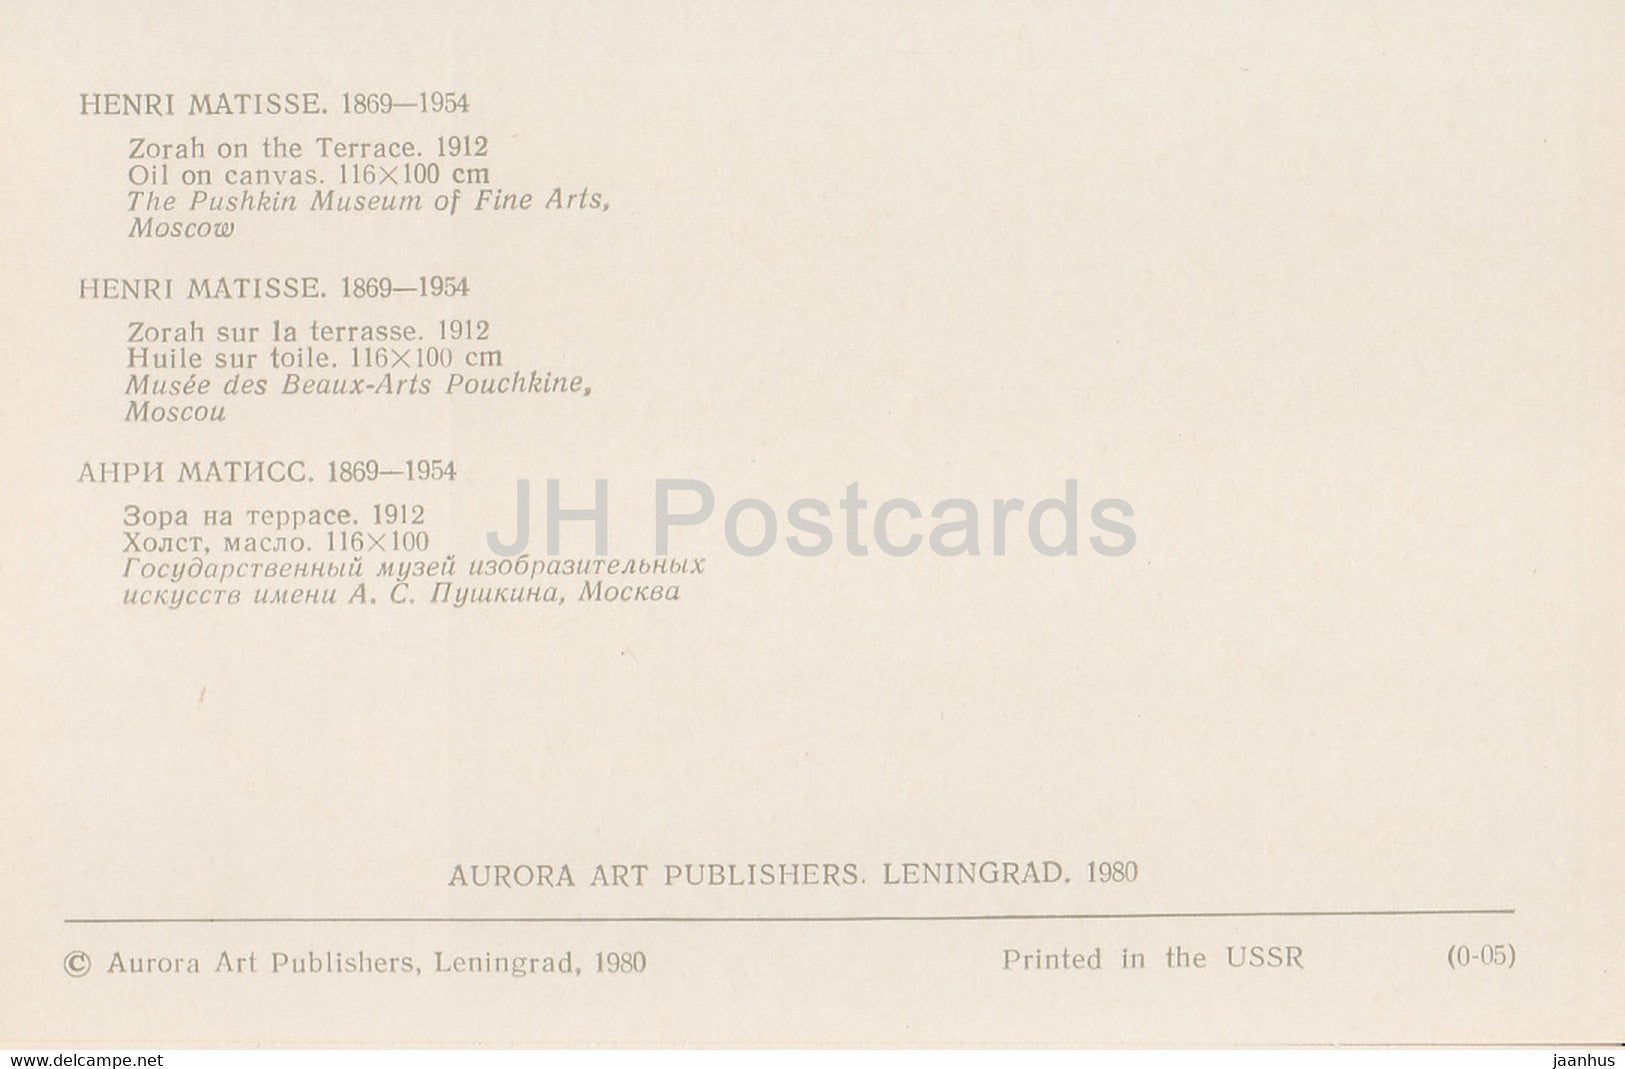 HENRI MATISSE. 1869—1954
Zorah on the Terrace. 1912
Oil on canvas. 116×100 cm
The Pushkin Museum of Fine Arts,
Moscow
HENRI MATISSE. 1869—1954
Zorah sur la terrasse. 1912
Huile sur toile. 116×100 cm
Musée des Beaux-Arts Pouchkine,
Moscou
АНРИ МАТИСС. 1869—1954
Зора на террасе. 1912
Холст, масло. 116×100
Государственный музей изобразительных
искусств имени А. С. Пушкина, Москва
JH Postcards
AURORA ART PUBLISHERS. LENINGRAD. 1980
© Aurora Art Publishers, Leningrad, 1980 Printed in the USSR (0-05)
www.delcampe.net jaanhus